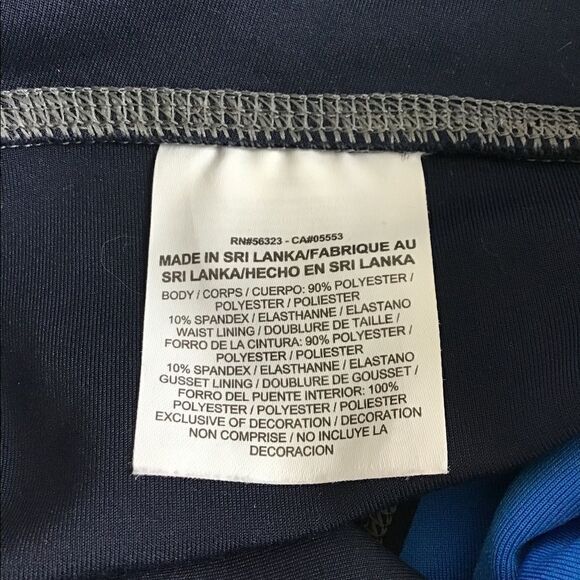 RN#56323 - CA#05553
MADE IN SRI LANKA/FABRIQUE AU
SRI LANKA/HECHO EN SRI LANKA
BODY / CORPS / CUERPO: 90% POLYESTER /
POLYESTER / POLIESTER
10% SPANDEX / ELASTHANNE / ELASTANO
WAIST LINING / DOUBLURE DE TAILLE /
FORRO DE LA CINTURA: 90% POLYESTER /
POLYESTER / POLIESTER
10% SPANDEX / ELASTHANNE / ELASTANO
GUSSET LINING / DOUBLURE DE GOUSSET /
FORRO DEL PUENTE INTERIOR: 100%
POLYESTER / POLYESTER / POLIESTER
EXCLUSIVE OF DECORATION / DECORATION
NON COMPRISE / NO INCLUYE LA
DECORACION